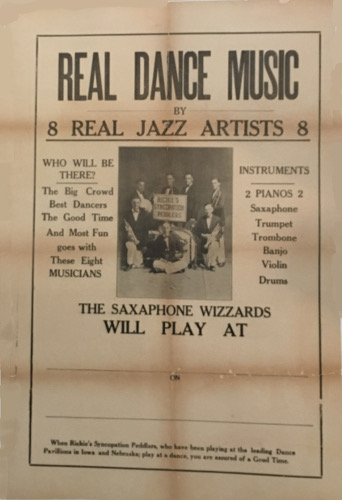 REAL DANCE MUSIC
BY
8 REAL JAZZ ARTISTS 8
WHO WILL BE
THERE?
The Big Crowd
Best Dancers
The Good Time
And Most Fun
goes with
These Eight
MUSICIANS
RICHIE'S
SYNCOPATION
PEDDLERS
INSTRUMENTS
2 PIANOS 2
Saxaphone
Trumpet
Trombone
Banjo
Violin
Drums
THE SAXAPHONE WIZZARDS
WILL PLAY AT
ON
When Richie's Syncopation Peddlers, who have been playing at the leading Dance
Pavillions in Iowa and Nebraska; play at a dance, you are assured of a Good Time.